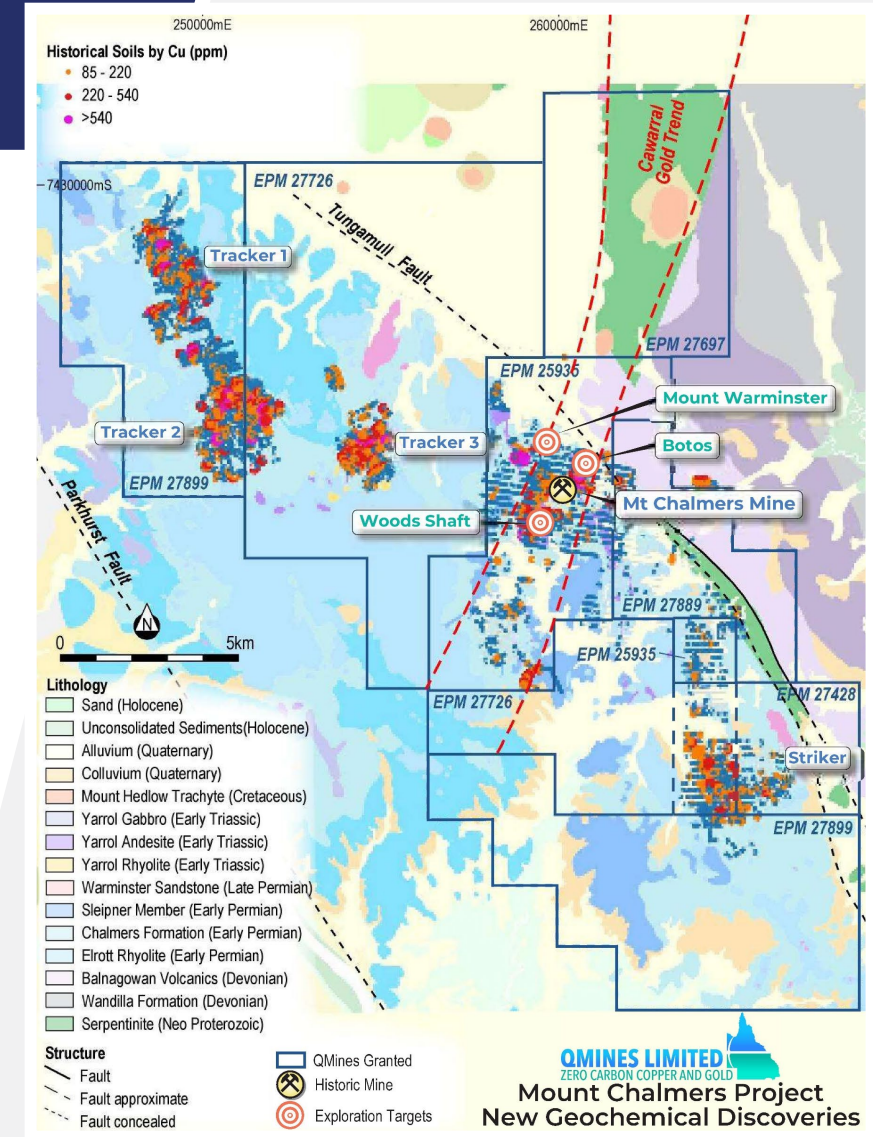 250000mE
260000mE
Historical Soils by Cu (ppm)
85 - 220
220 - 540
>540
7430000mS
EPM 27726
Cawarral
Gold Trend
Tungamull Fault
Tracker 1
EPM 27697
EPM 25935
Mount Warminster
Tracker 2
Tracker 3
Botos
EPM 27899
Mt Chalmers Mine
Parkhurst Fault
Woods Shaft
N
EPM 27889
0
5km
EPM 25935
Lithology
EPM 27726
EPM 27428
Sand (Holocene)
Unconsolidated Sediments(Holocene)
Alluvium (Quaternary)
Striker
Colluvium (Quaternary)
Mount Hedlow Trachyte (Cretaceous)
Yarrol Gabbro (Early Triassic)
EPM 27899
Yarrol Andesite (Early Triassic)
Yarrol Rhyolite (Early Triassic)
Warminster Sandstone (Late Permian)
Sleipner Member (Early Permian)
Chalmers Formation (Early Permian)
Elrott Rhyolite (Early Permian)
Balnagowan Volcanics (Devonian)
Wandilla Formation (Devonian)
Serpentinite (Neo Proterozoic)
Structure
Fault
Fault approximate
Fault concealed
QMines Granted
Historic Mine
Exploration Targets
QMINES LIMITED
ZERO CARBON COPPER AND GOLD
Mount Chalmers Project
New Geochemical Discoveries